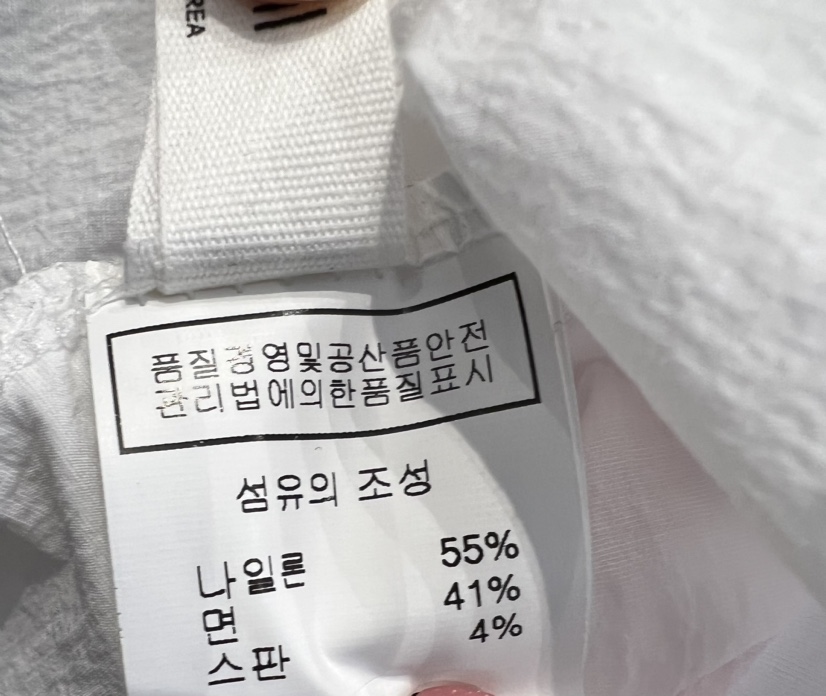 REA
품질경영및공산품안전
관리법에의한품질표시
섬유의 조성
나일론 55%
면 41%
스판 4%